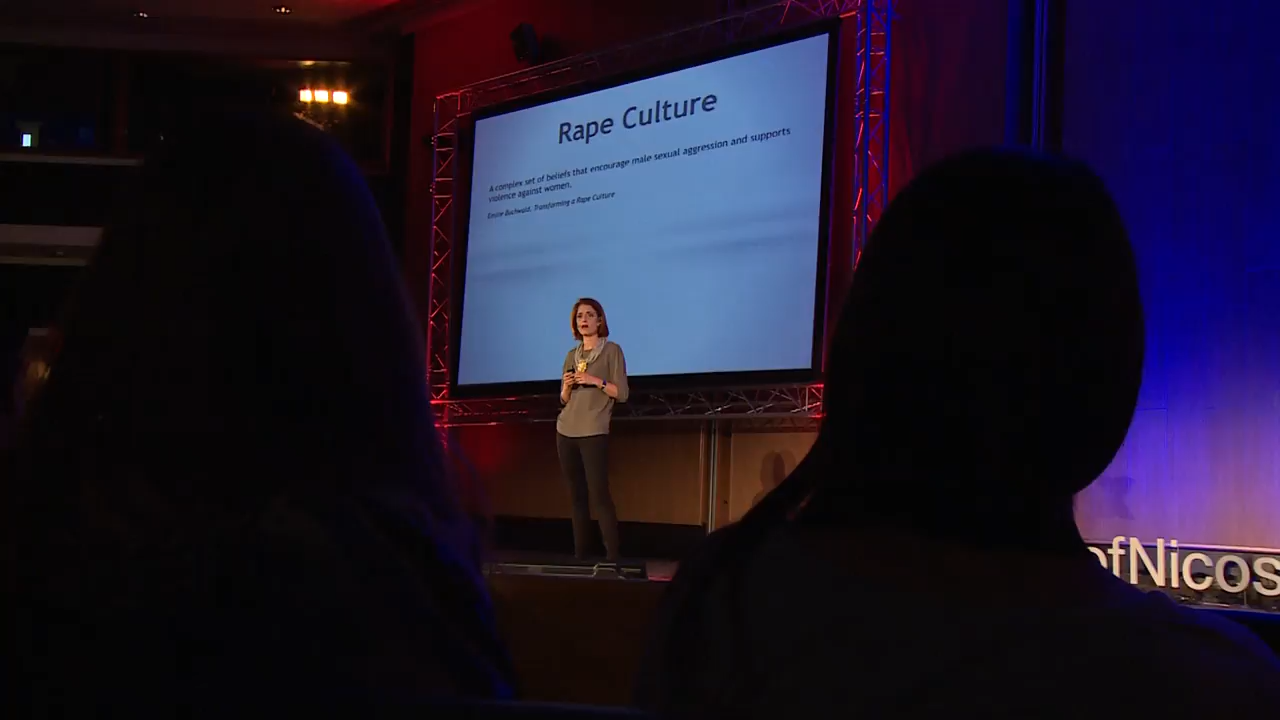 Rape Culture
A complex set of beliefs that encourage male sexual aggression and supports
violence against women.
Emilie Buchwald, Transforming a Rape Culture
ofNicos